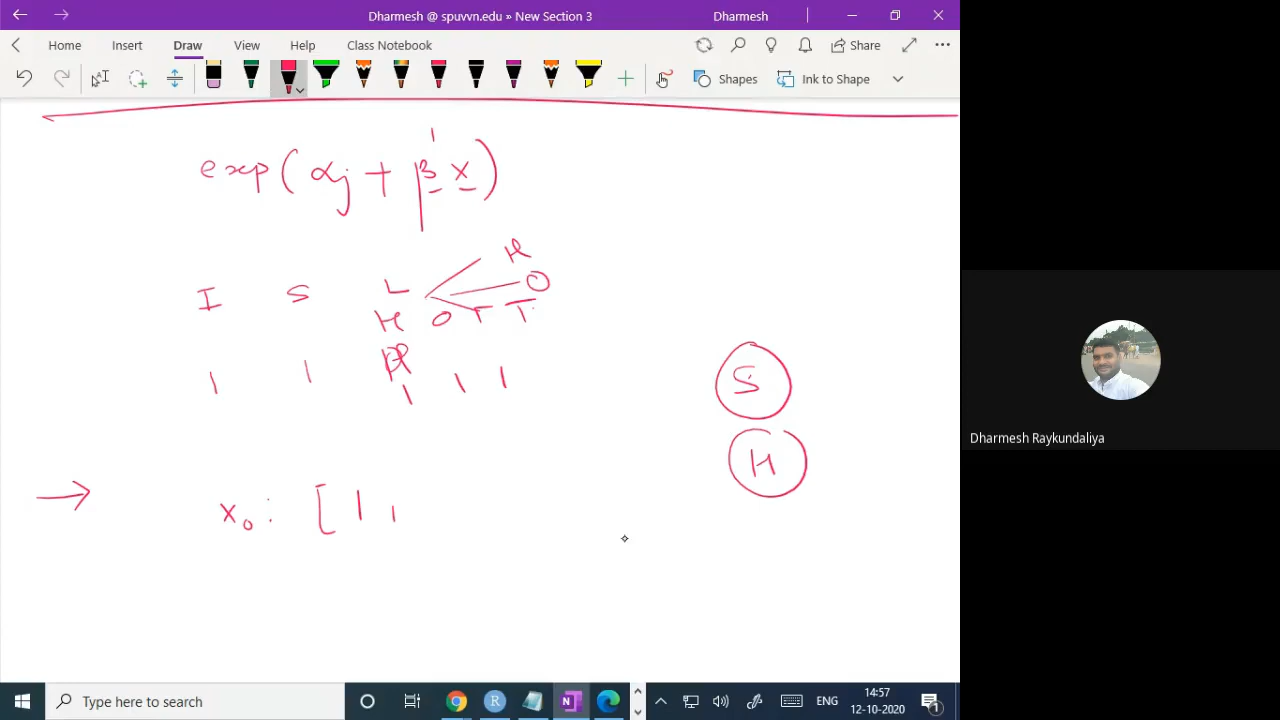 Dharmesh @ spuvvn.edu » New Section 3
Dharmesh
Home Insert Draw View Help Class Notebook
Share
Shapes
Ink to Shape
exp(αj + β' x)
H
I S L
O
H O T T
1 1 1 1 1
S
H
x₀: [ 1 ,
Dharmesh Raykundaliya
Type here to search
R
N
ENG
14:57
12-10-2020
1